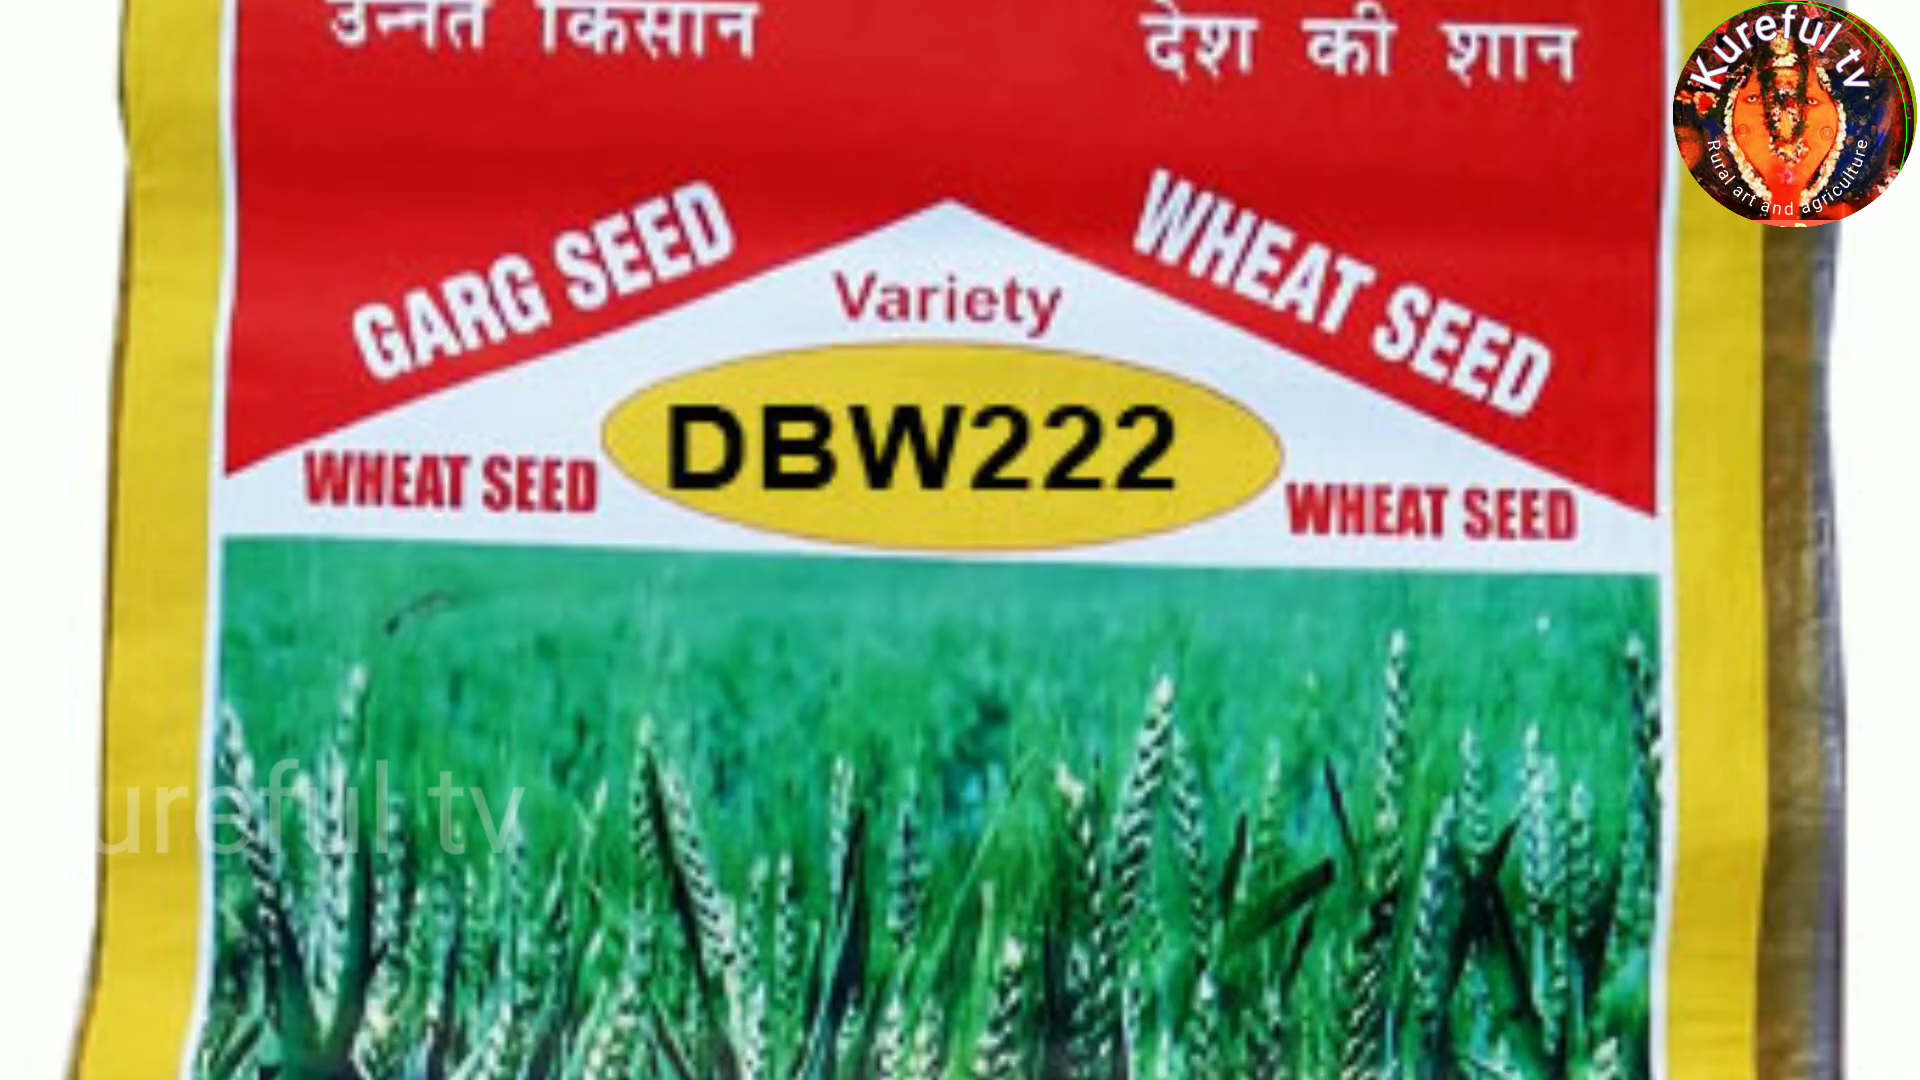 उन्नत किसान देश की शान
Kureful tv
Rural art and agriculture
GARG SEED
WHEAT SEED
Variety
DBW222
WHEAT SEED
WHEAT SEED
ureful tv